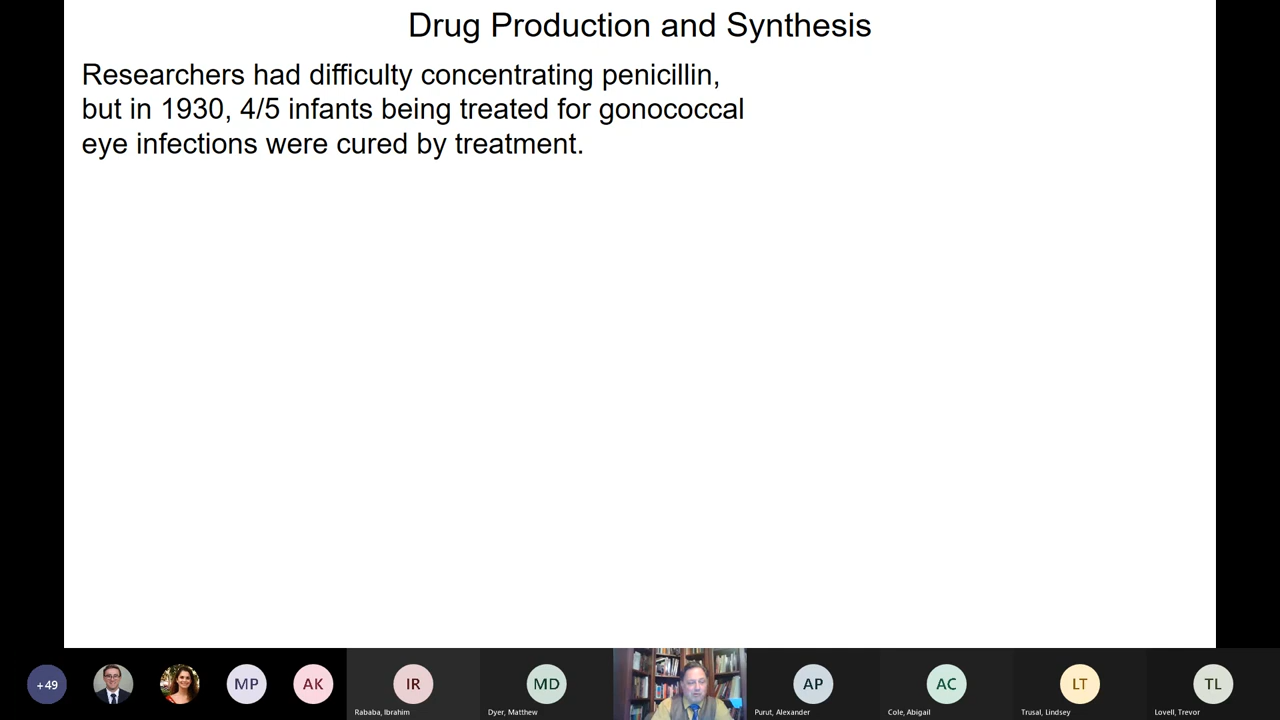 Drug Production and Synthesis
Researchers had difficulty concentrating penicillin,
but in 1930, 4/5 infants being treated for gonococcal
eye infections were cured by treatment.
+49
MP
AK
IR
MD
AP
AC
LT
TL
Rababa, Ibrahim
Dyer, Matthew
Purut, Alexander
Cole, Abigail
Trusal, Lindsey
Lovell, Trevor